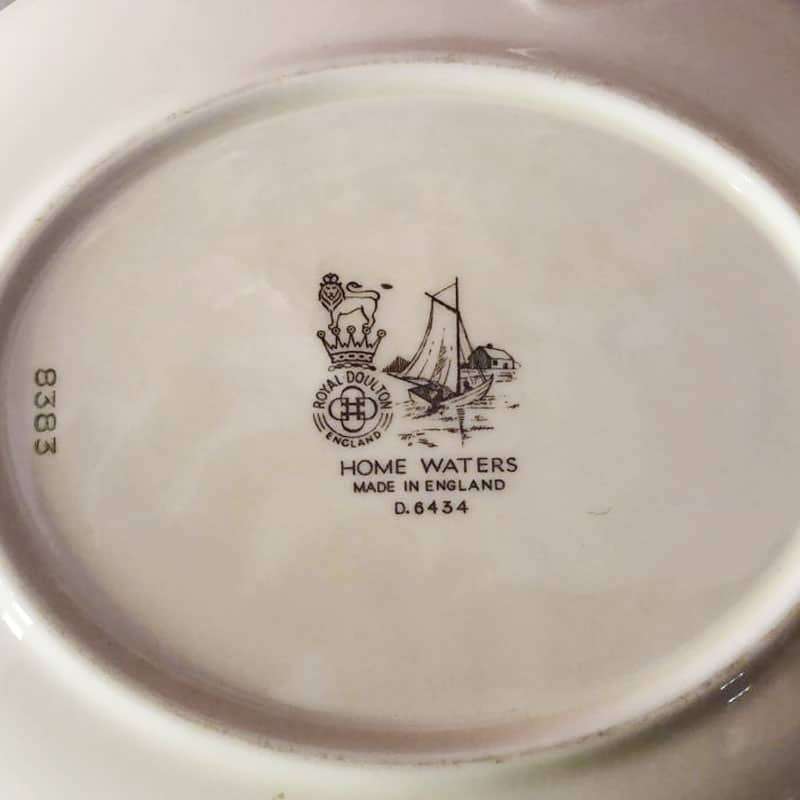 ROYAL DOULTON
ENGLAND
HOME WATERS
MADE IN ENGLAND
D.6434
8383